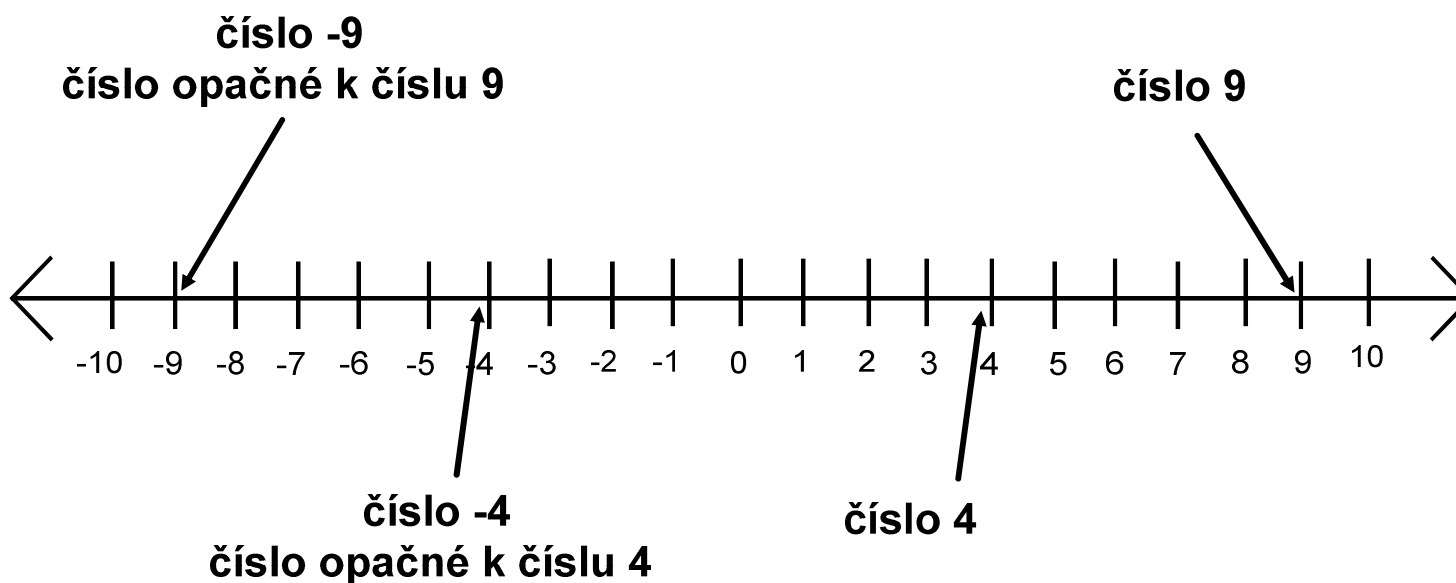 číslo -9
číslo opačné k číslu 9
číslo 9
-10 -9 -8 -7 -6 -5 -4 -3 -2 -1 0 1 2 3 4 5 6 7 8 9 10
číslo -4
číslo opačné k číslu 4
číslo 4